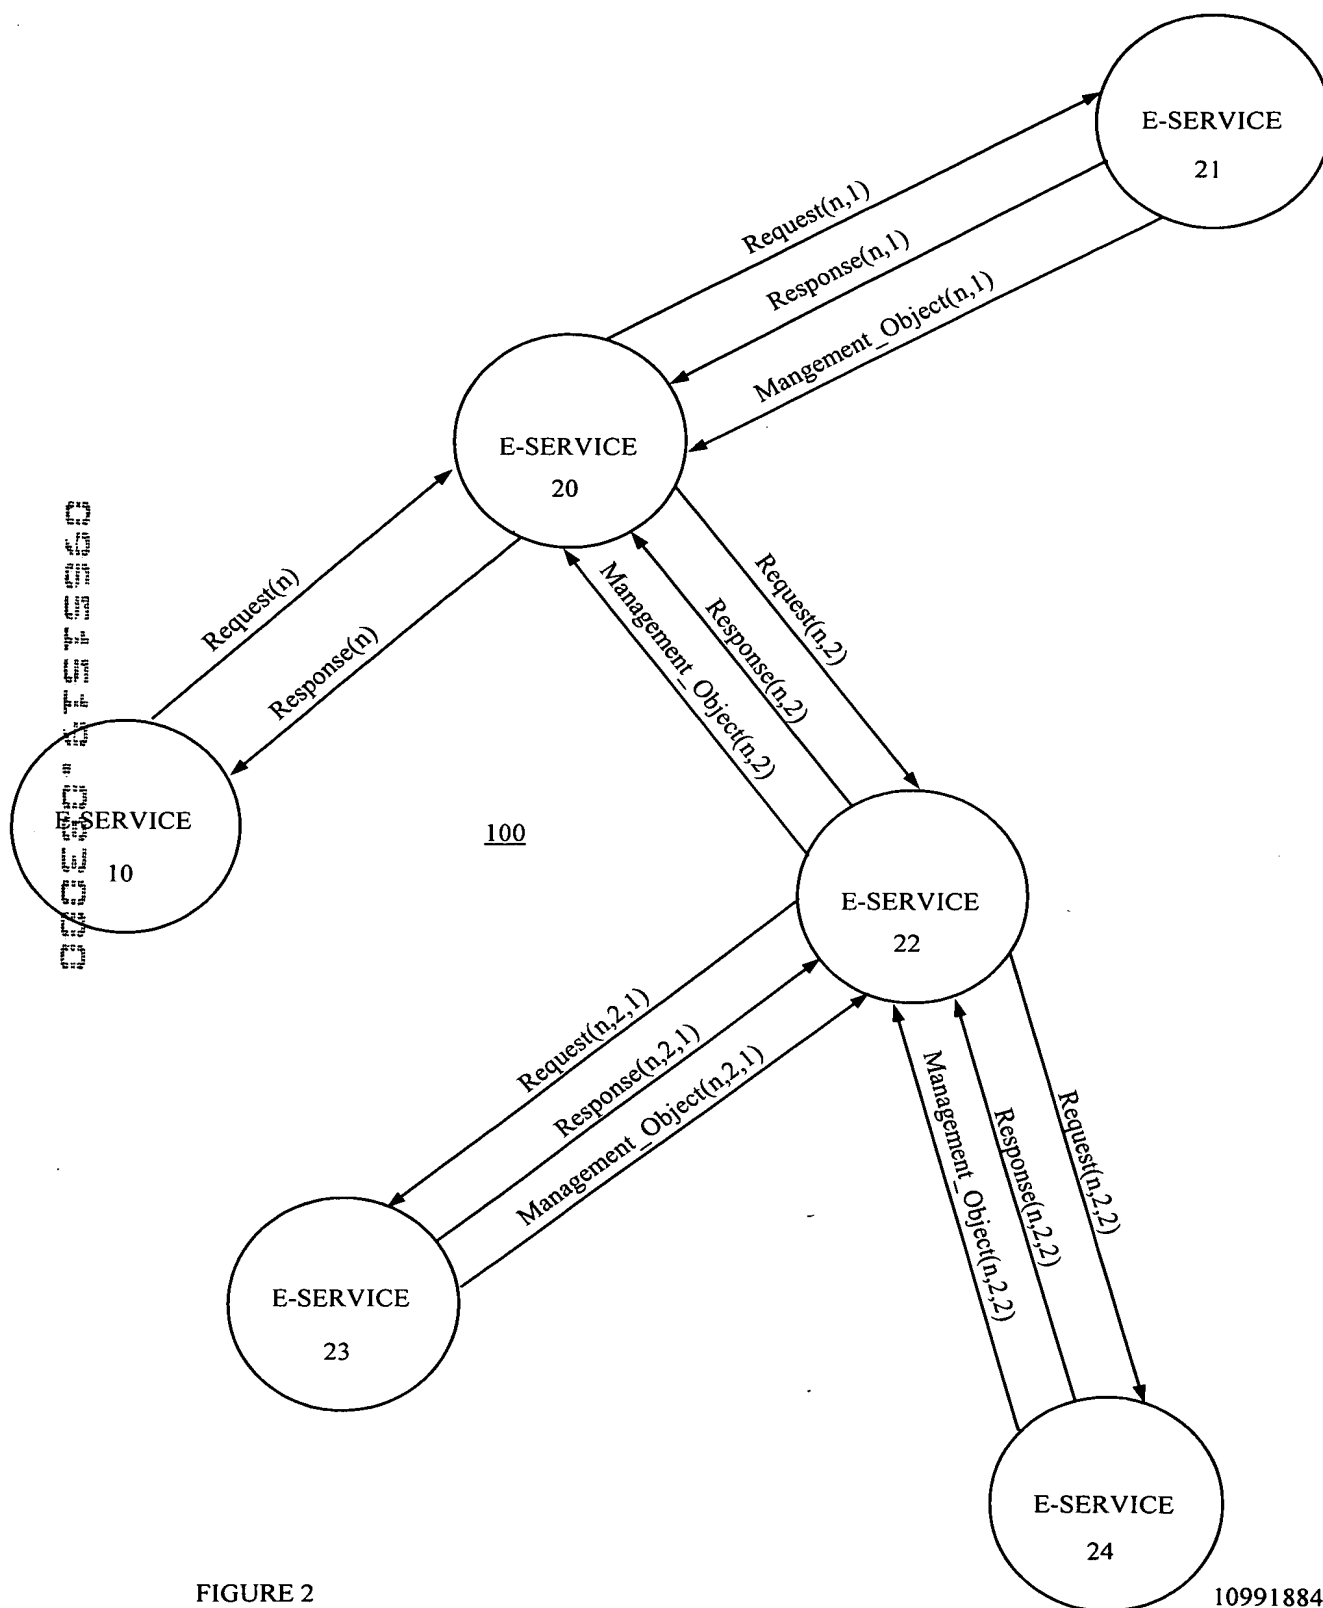 E-SERVICE
21
Request(n,1)
Response(n,1)
Mangement_Object(n,1)
E-SERVICE
20
Request(n)
Response(n)
Request(n,2)
Response(n,2)
Management_Object(n,2)
E-SERVICE
10
100
E-SERVICE
22
Request(n,2,1)
Response(n,2,1)
Management_Object(n,2,1)
Management_Object(n,2,2)
Response(n,2,2)
Request(n,2,2)
E-SERVICE
23
E-SERVICE
24
FIGURE 2
10991884